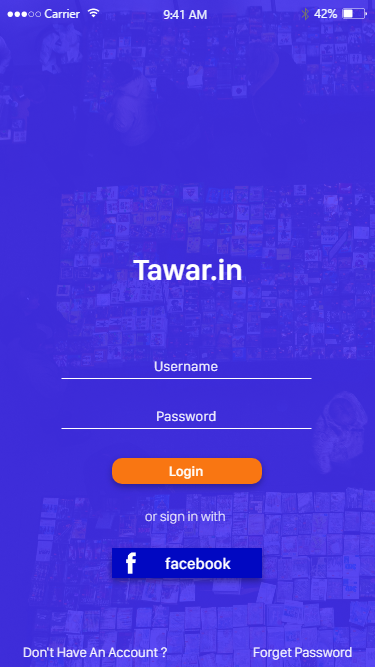 Carrier 9:41 AM 42%
Tawar.in
Username
Password
Login
or sign in with
f facebook
Don't Have An Account ? Forget Password